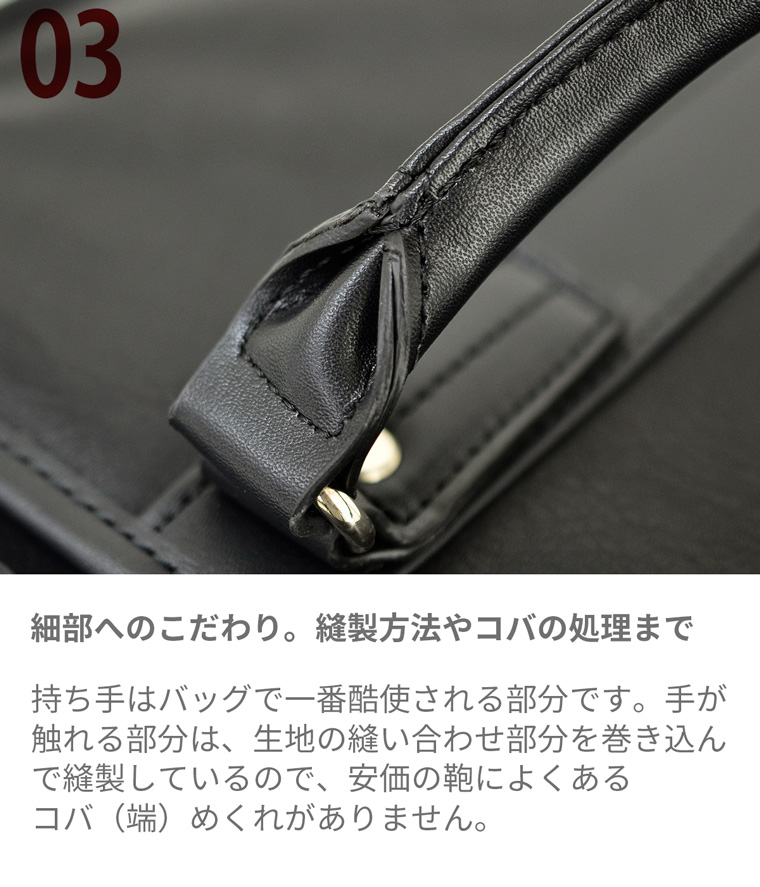 03
細部へのこだわり。縫製方法やコバの処理まで
持ち手はバッグで一番酷使される部分です。手が
触れる部分は、生地の縫い合わせ部分を巻き込ん
で縫製しているので、安価の鞄によくある
コバ（端）めくれがありません。